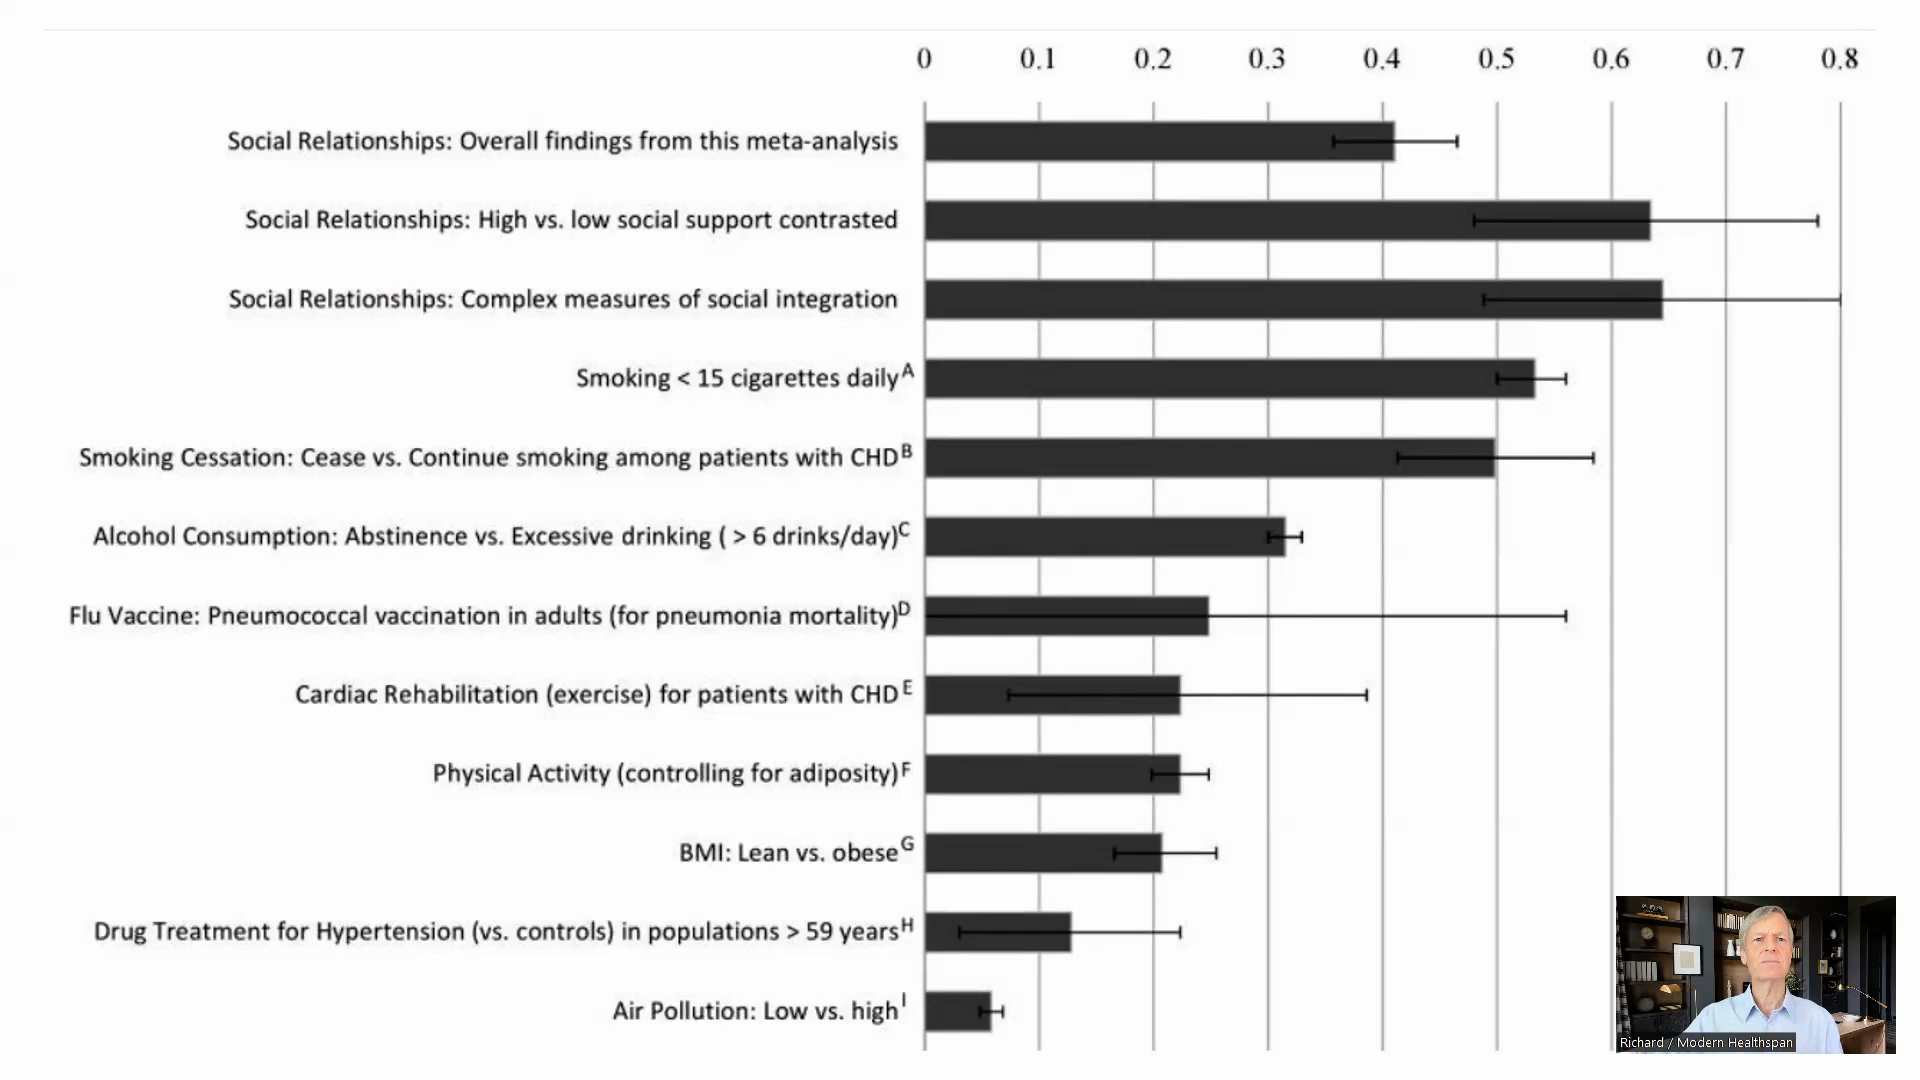 0 0.1 0.2 0.3 0.4 0.5 0.6 0.7 0.8
Social Relationships: Overall findings from this meta-analysis
Social Relationships: High vs. low social support contrasted
Social Relationships: Complex measures of social integration
Smoking < 15 cigarettes daily A
Smoking Cessation: Cease vs. Continue smoking among patients with CHD B
Alcohol Consumption: Abstinence vs. Excessive drinking ( > 6 drinks/day) C
Flu Vaccine: Pneumococcal vaccination in adults (for pneumonia mortality) D
Cardiac Rehabilitation (exercise) for patients with CHD E
Physical Activity (controlling for adiposity) F
BMI: Lean vs. obese G
Drug Treatment for Hypertension (vs. controls) in populations > 59 years H
Air Pollution: Low vs. high I
Richard / Modern Healthspan